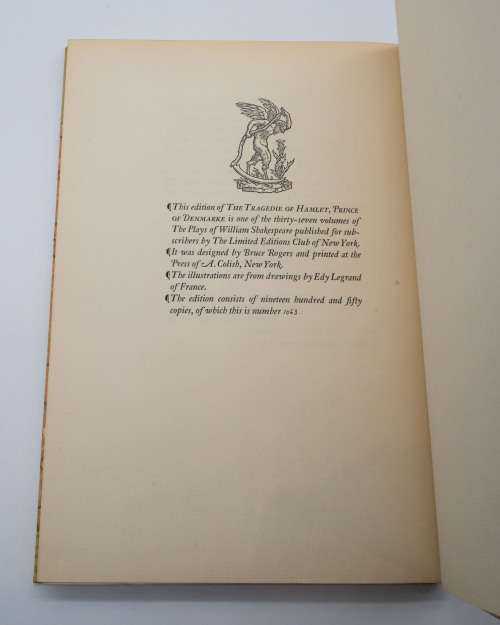 ¶This edition of THE TRAGEDIE OF HAMLET, PRINCE
OF DENMARKE is one of the thirty-seven volumes of
The Plays of William Shakespeare published for sub-
scribers by The Limited Editions Club of New York.
¶It was designed by Bruce Rogers and printed at the
Press of A. Colish, New York.
¶The illustrations are from drawings by Edy Legrand
of France.
¶The edition consists of nineteen hundred and fifty
copies, of which this is number 1043